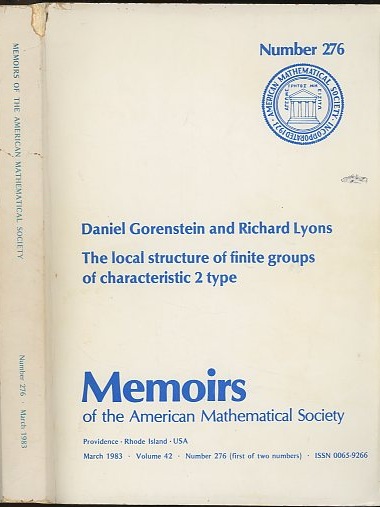 MEMOIRS OF THE AMERICAN MATHEMATICAL SOCIETY
Number 276 · March 1983
Number 276
AMERICAN MATHEMATICAL SOCIETY
INCORPORATED 1923
Daniel Gorenstein and Richard Lyons
The local structure of finite groups
of characteristic 2 type
Memoirs
of the American Mathematical Society
Providence · Rhode Island · USA
March 1983 · Volume 42 · Number 276 (first of two numbers) · ISSN 0065-9266